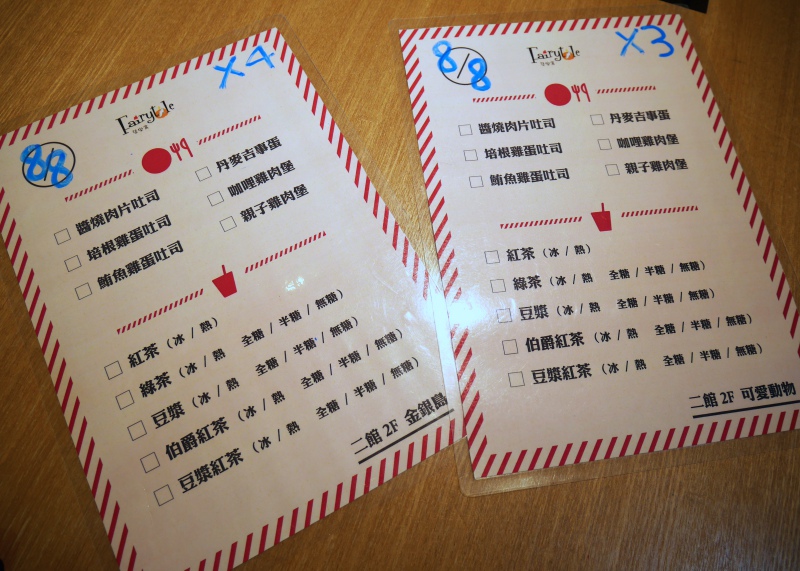 8/8
X4
Fairytole
醬燒肉片吐司
培根雞蛋吐司
鮪魚雞蛋吐司
丹麥吉事蛋
咖哩雞肉堡
親子雞肉堡
紅茶（冰 / 熱）
綠茶（冰 / 熱 全糖 / 半糖 / 無糖）
豆漿（冰 / 熱 全糖 / 半糖 / 無糖）
伯爵紅茶（冰 / 熱 全糖 / 半糖 / 無糖）
豆漿紅茶（冰 / 熱 全糖 / 半糖 / 無糖）
二館 2F 金銀島
8/8
X3
Fairytole
醬燒肉片吐司
培根雞蛋吐司
鮪魚雞蛋吐司
丹麥吉事蛋
咖哩雞肉堡
親子雞肉堡
紅茶（冰 / 熱）
綠茶（冰 / 熱 全糖 / 半糖 / 無糖）
豆漿（冰 / 熱 全糖 / 半糖 / 無糖）
伯爵紅茶（冰 / 熱 全糖 / 半糖 / 無糖）
豆漿紅茶（冰 / 熱 全糖 / 半糖 / 無糖）
二館 2F 可愛動物